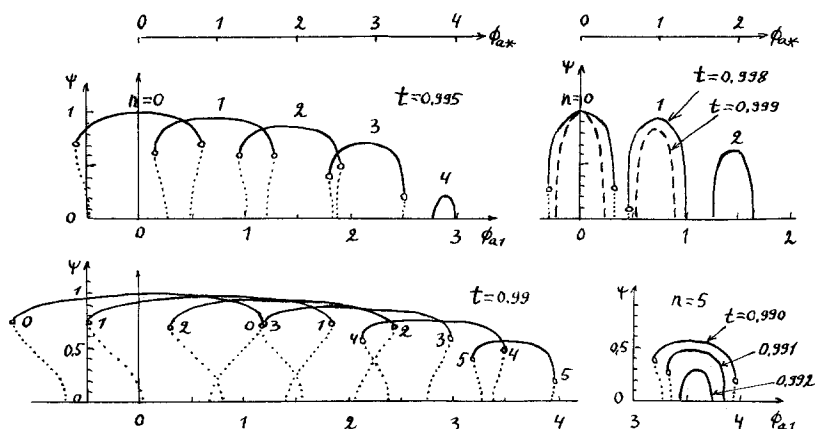 0 1 2 3 4 ϕa*
0 1 2 ϕa*
ψ n=0 1 2 3 4 t=0,995
1
0
0 1 2 3 ϕa1
ψ n=0 1 2 t=0,998
t=0,999
1
0
0 1 2
ψ t=0,99
1
0,5
0
0 1 2 0 3 1 2 4 3 5 4 5
0 1 2 3 4
n=5
t=0,990
0,991
0,992
0,5
0
3 4 ϕa1